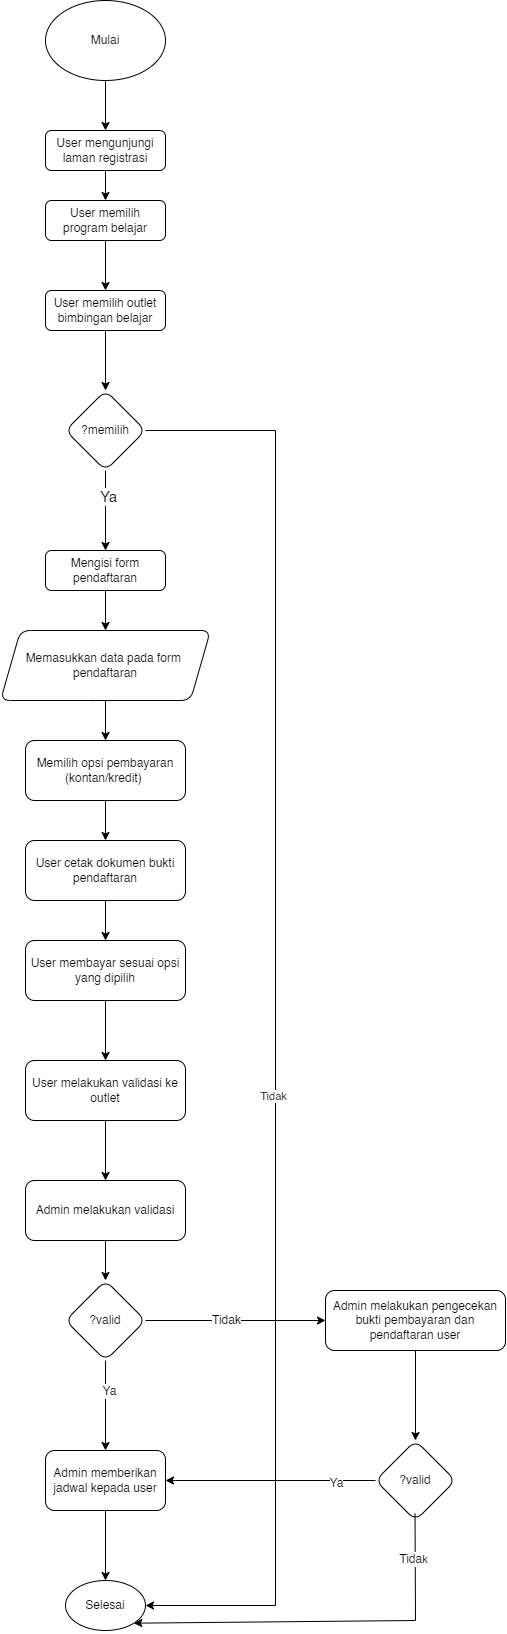 Mulai
User mengunjungi
laman registrasi
User memilih
program belajar
User memilih outlet
bimbingan belajar
?memilih
Ya
Mengisi form
pendaftaran
Memasukkan data pada form
pendaftaran
Memilih opsi pembayaran
(kontan/kredit)
User cetak dokumen bukti
pendaftaran
User membayar sesuai opsi
yang dipilih
User melakukan validasi ke
outlet
Tidak
Admin melakukan validasi
?valid
Tidak
Admin melakukan pengecekan
bukti pembayaran dan
pendaftaran user
Ya
Admin memberikan
jadwal kepada user
Ya
?valid
Tidak
Selesai